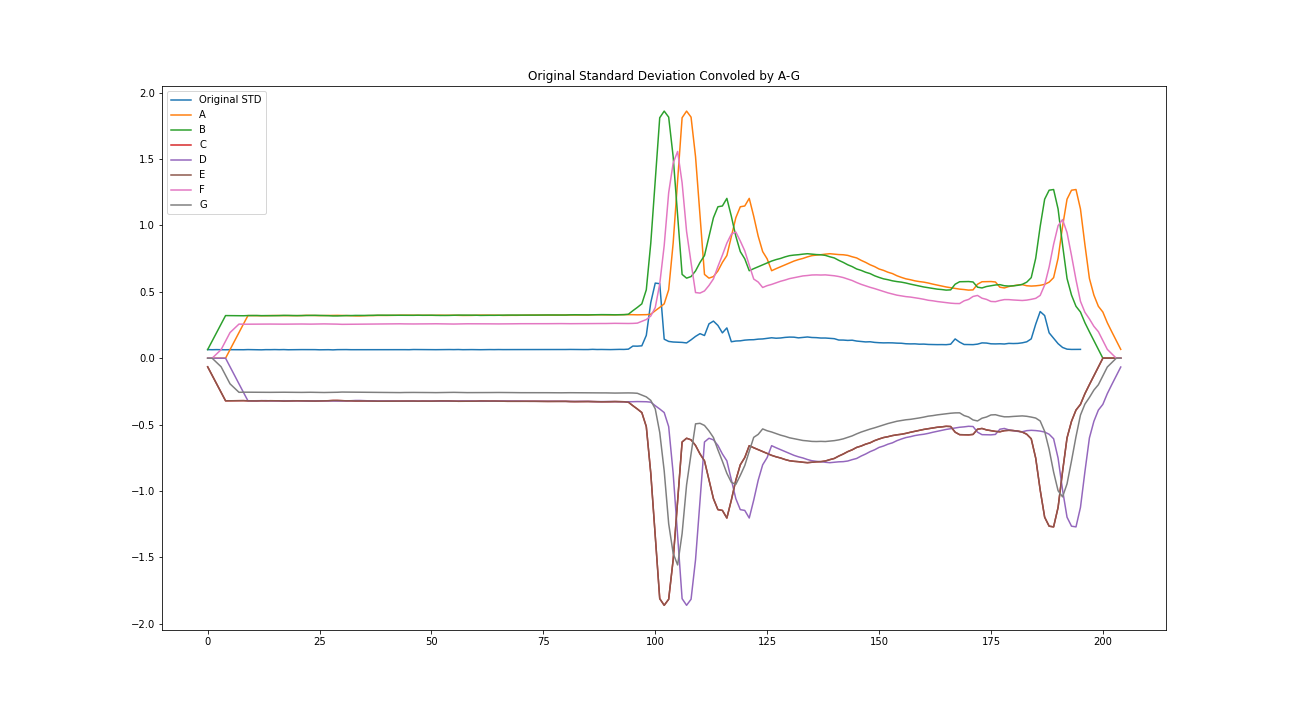 Original Standard Deviation Convoled by A-G
2.0
1.5
1.0
0.5
0.0
−0.5
−1.0
−1.5
−2.0
Original STD
A
B
C
D
E
F
G
0 25 50 75 100 125 150 175 200